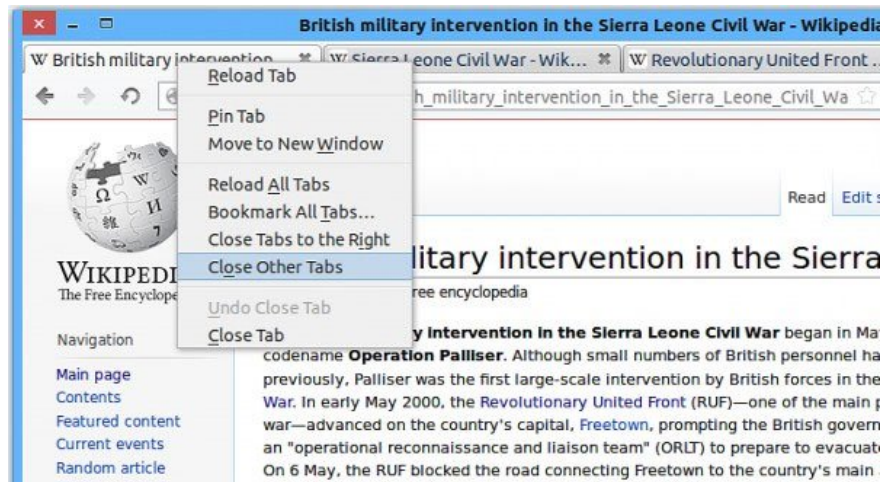 British military intervention in the Sierra Leone Civil War - Wikipedia
W British military intervention... W Sierra Leone Civil War - Wik... W Revolutionary United Front ...
h_military_intervention_in_the_Sierra_Leone_Civil_Wa
Reload Tab
Pin Tab
Move to New Window
Reload All Tabs
Bookmark All Tabs...
Close Tabs to the Right
Close Other Tabs
Undo Close Tab
Close Tab
Read Edit s
litary intervention in the Sierra
WIKIPEDI
The Free Encyclope
ree encyclopedia
Navigation
Main page
Contents
Featured content
Current events
Random article
y intervention in the Sierra Leone Civil War began in Ma
codename Operation Palliser. Although small numbers of British personnel ha
previously, Palliser was the first large-scale intervention by British forces in the
War. In early May 2000, the Revolutionary United Front (RUF)—one of the main p
war—advanced on the country's capital, Freetown, prompting the British govern
an "operational reconnaissance and liaison team" (ORLT) to prepare to evacuate
On 6 May, the RUF blocked the road connecting Freetown to the country's main